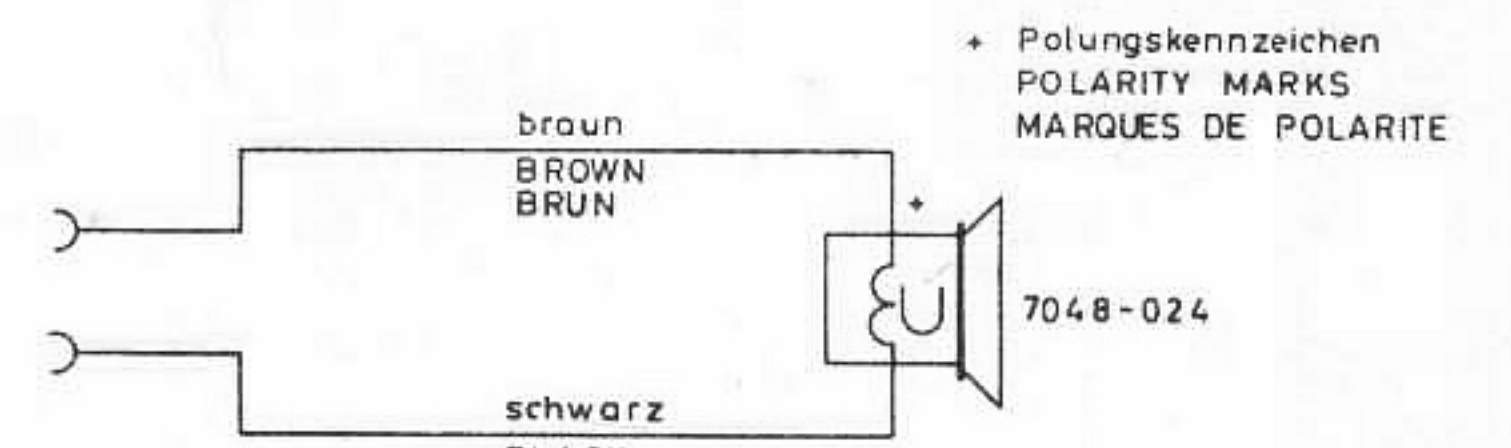 + Polungskennzeichen
POLARITY MARKS
MARQUES DE POLARITE
braun
BROWN
BRUN
+
7048-024
schwarz